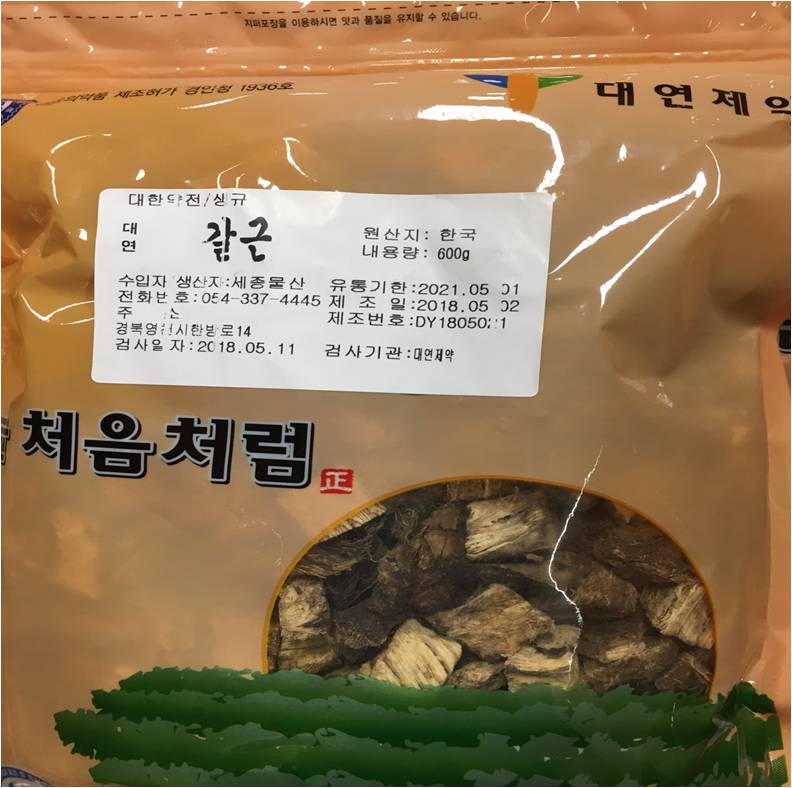 지퍼포장을 이용하시면 맛과 품질을 유지할 수 있습니다.
제조허가 경인청 1936호
대연제약
대한약전/생규
대연 갈근
원산지: 한국
내용량: 600g
수입자 생산자:세종물산 유통기한:2021.05 01
전화번호:054-337-4445 제 조 일:2018.05 02
주 소 제조번호:DY1805021
경북영천시한방로14
검사일자:2018.05.11 검사기관:대연제약
처음처럼
正